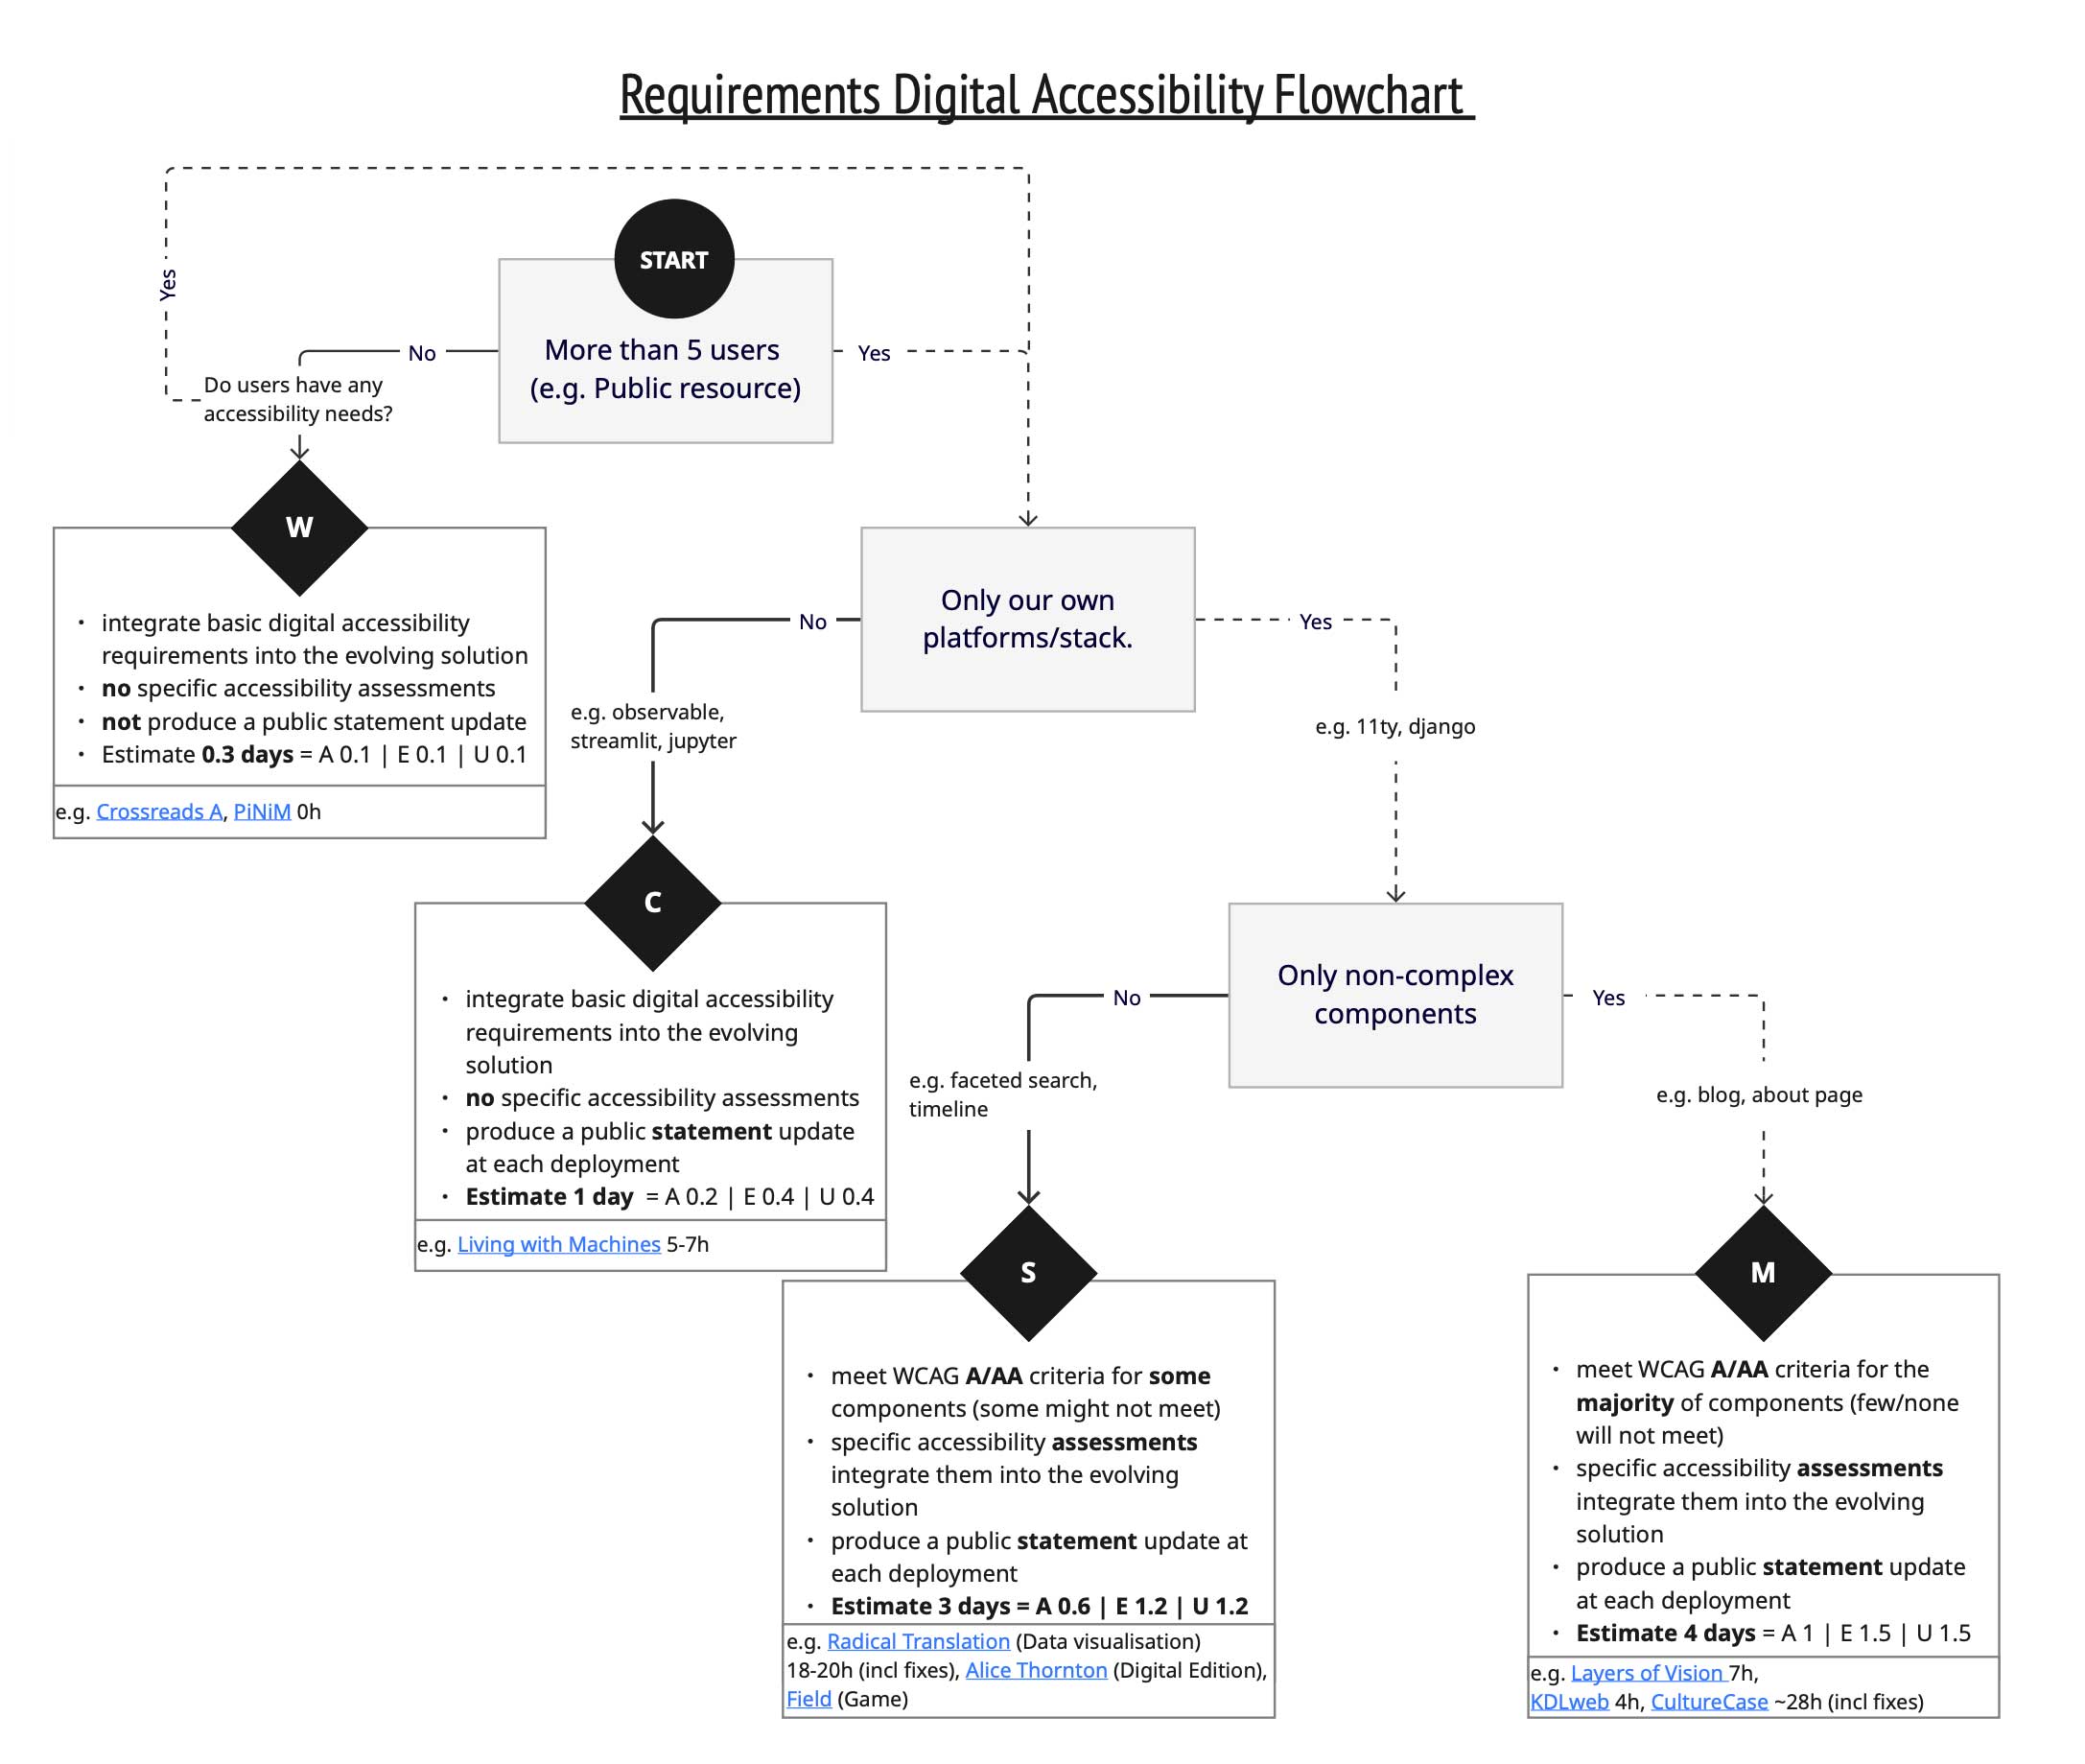 Requirements Digital Accessibility Flowchart
START
More than 5 users
(e.g. Public resource)
Yes
No
Yes
Do users have any
accessibility needs?
W
• integrate basic digital accessibility
requirements into the evolving solution
• no specific accessibility assessments
• not produce a public statement update
• Estimate 0.3 days = A 0.1 | E 0.1 | U 0.1
e.g. Crossreads A, PiNiM 0h
Only our own
platforms/stack.
No
Yes
e.g. observable,
streamlit, jupyter
e.g. 11ty, django
C
• integrate basic digital accessibility
requirements into the evolving
solution
• no specific accessibility assessments
• produce a public statement update
at each deployment
• Estimate 1 day = A 0.2 | E 0.4 | U 0.4
e.g. Living with Machines 5-7h
Only non-complex
components
No
Yes
e.g. faceted search,
timeline
e.g. blog, about page
S
• meet WCAG A/AA criteria for some
components (some might not meet)
• specific accessibility assessments
integrate them into the evolving
solution
• produce a public statement update at
each deployment
• Estimate 3 days = A 0.6 | E 1.2 | U 1.2
e.g. Radical Translation (Data visualisation)
18-20h (incl fixes), Alice Thornton (Digital Edition),
Field (Game)
M
• meet WCAG A/AA criteria for the
majority of components (few/none
will not meet)
• specific accessibility assessments
integrate them into the evolving
solution
• produce a public statement update
at each deployment
• Estimate 4 days = A 1 | E 1.5 | U 1.5
e.g. Layers of Vision 7h,
KDLweb 4h, CultureCase ~28h (incl fixes)